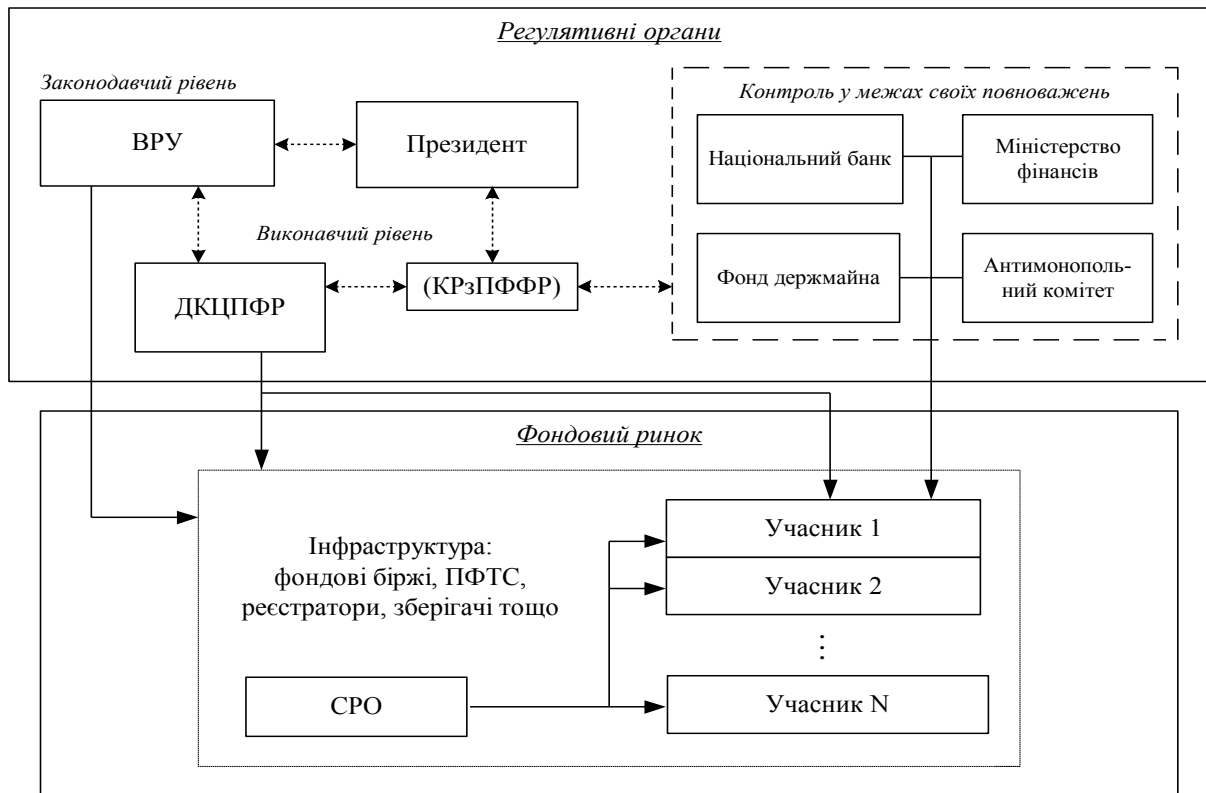 Регулятивні органи
Законодавчий рівень
ВРУ
Президент
Контроль у межах своїх повноважень
Національний банк
Міністерство
фінансів
Виконавчий рівень
ДКЦПФР
(КРзПФФР)
Фонд держмайна
Антимонополь-
ний комітет
Фондовий ринок
Інфраструктура:
фондові біржі, ПФТС,
реєстратори, зберігачі тощо
Учасник 1
Учасник 2
⋮
СРО
Учасник N